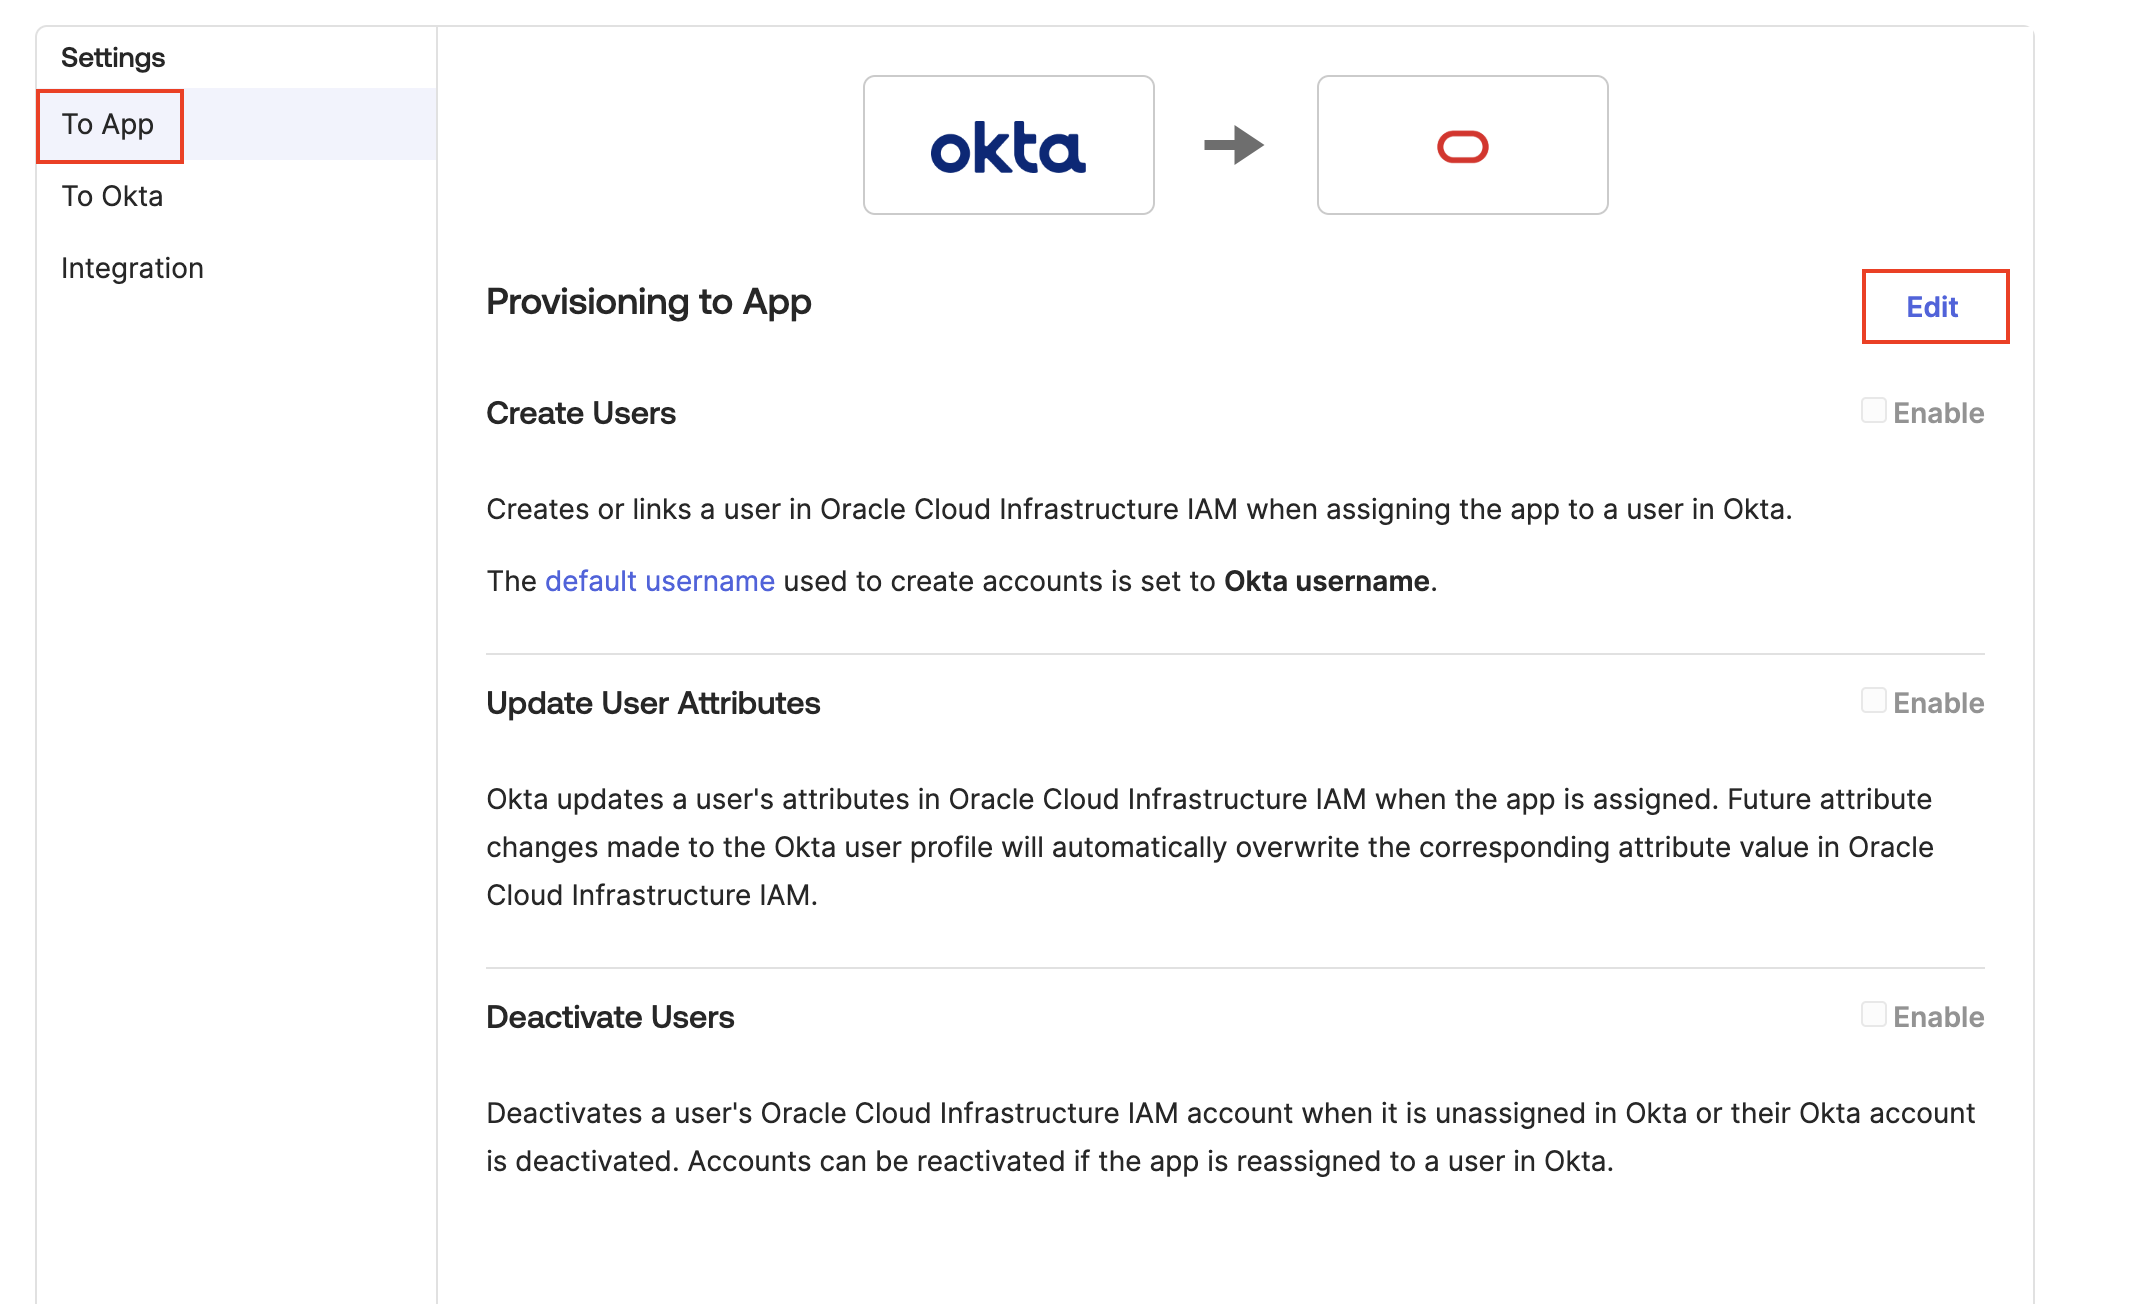 Settings
To App
To Okta
Integration
okta
Provisioning to App
Edit
Create Users
Enable
Creates or links a user in Oracle Cloud Infrastructure IAM when assigning the app to a user in Okta.
The default username used to create accounts is set to Okta username.
Update User Attributes
Enable
Okta updates a user's attributes in Oracle Cloud Infrastructure IAM when the app is assigned. Future attribute
changes made to the Okta user profile will automatically overwrite the corresponding attribute value in Oracle
Cloud Infrastructure IAM.
Deactivate Users
Enable
Deactivates a user's Oracle Cloud Infrastructure IAM account when it is unassigned in Okta or their Okta account
is deactivated. Accounts can be reactivated if the app is reassigned to a user in Okta.